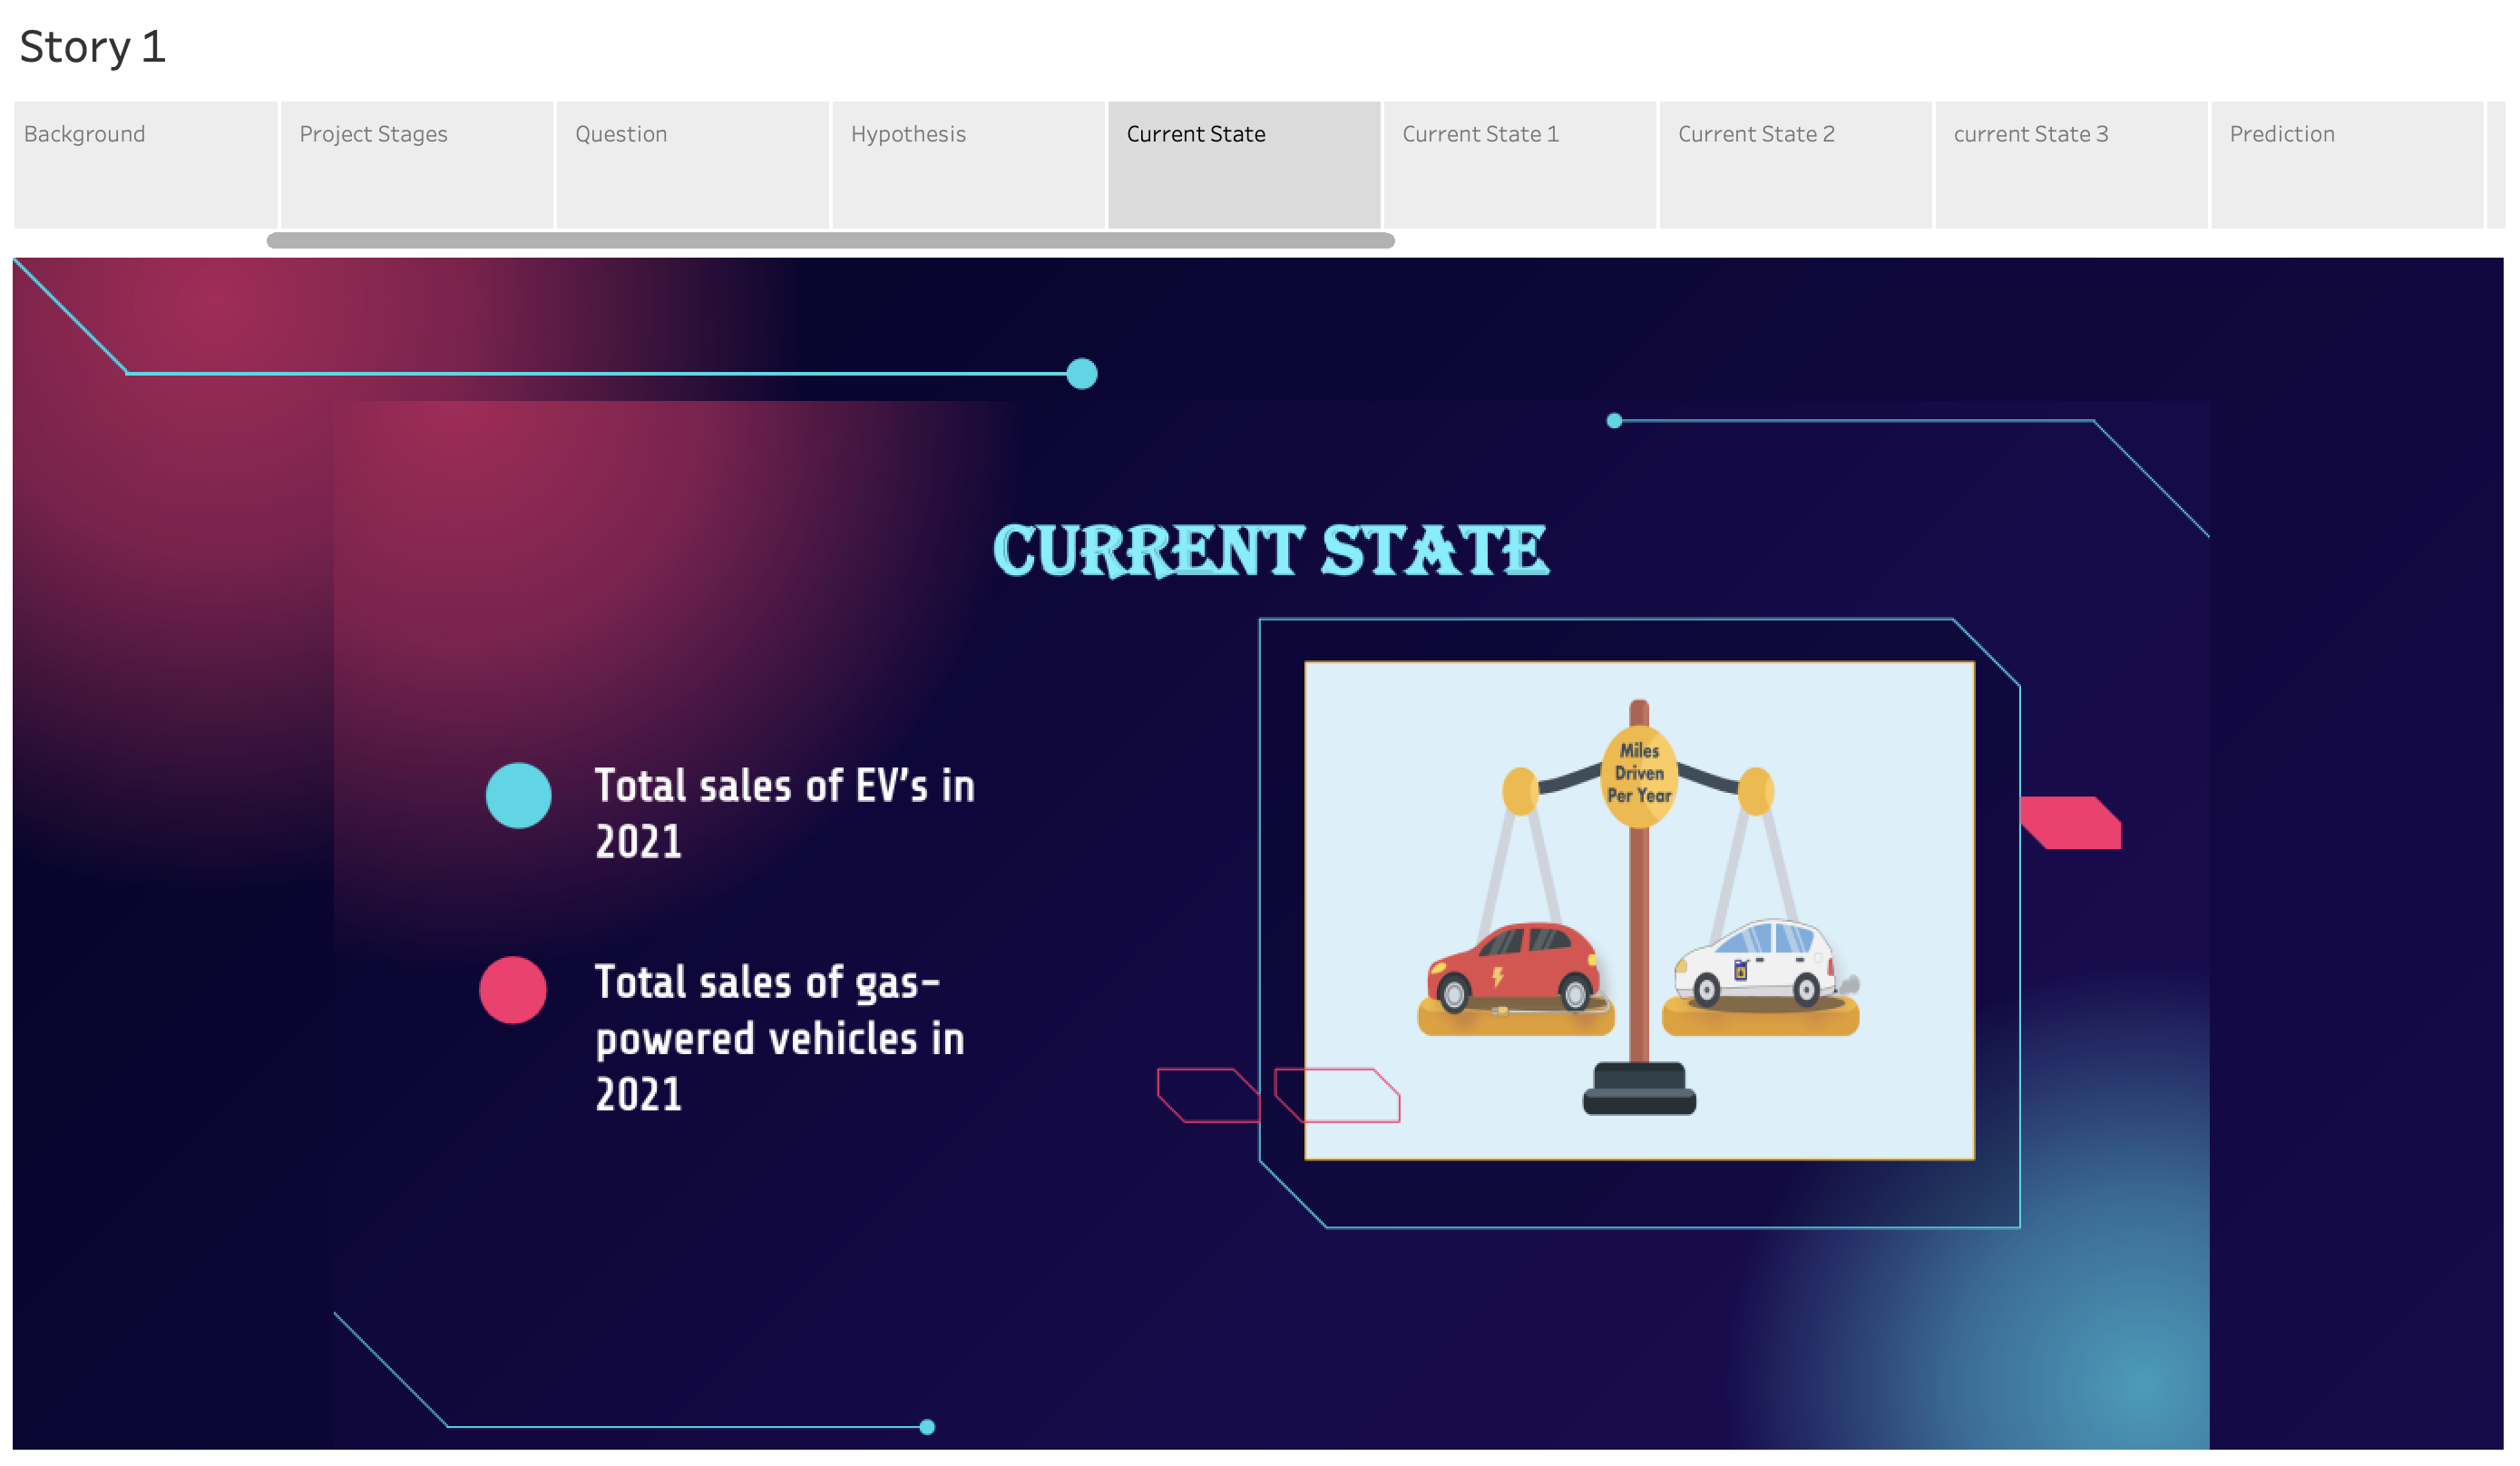 Story 1
Background
Project Stages
Question
Hypothesis
Current State
Current State 1
Current State 2
current State 3
Prediction
CURRENT STATE
Total sales of EV's in
2021
Total sales of gas-
powered vehicles in
2021
Miles
Driven
Per Year